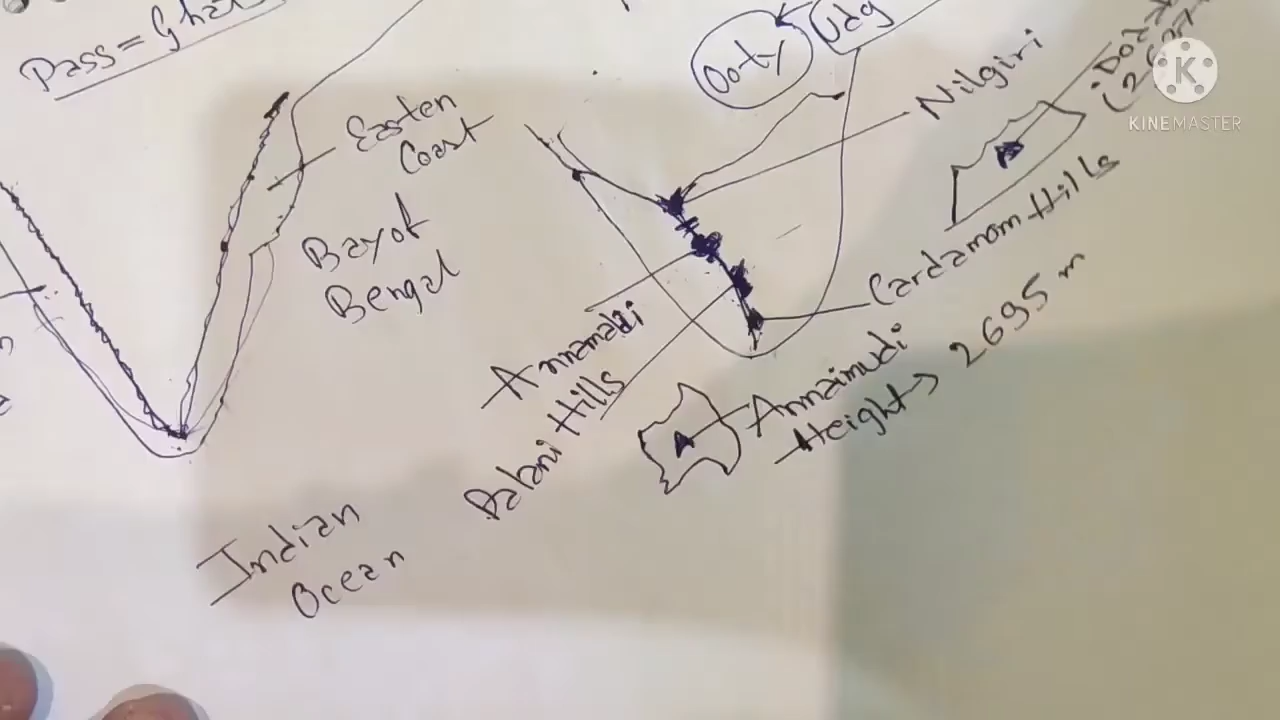 Pass = Ghats
Easten
Coast
Bay of
Bengal
Indian
Ocean
Ooty
Udg
Nilgiri
Cardamom Hills
Annamalai
Palani Hills
Annaimudi
Height → 2695 m
KINEMASTER